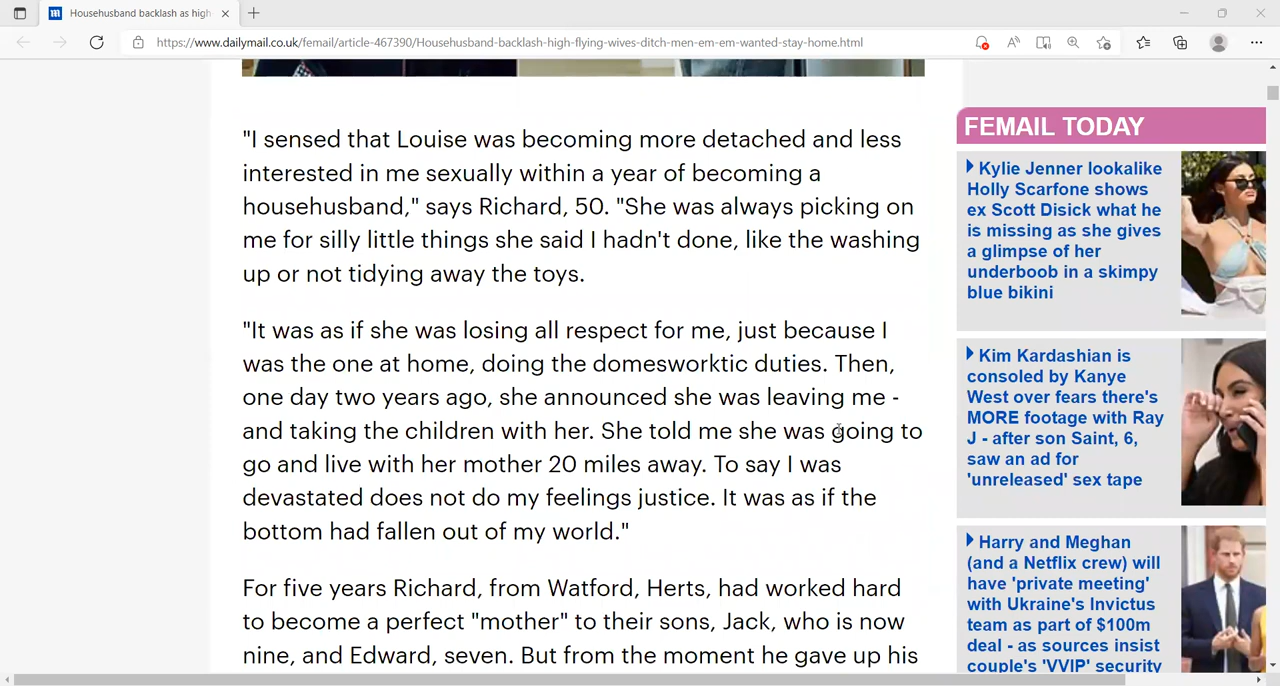 Househusband backlash as high
https://www.dailymail.co.uk/femail/article-467390/Househusband-backlash-high-flying-wives-ditch-men-em-em-wanted-stay-home.html
"I sensed that Louise was becoming more detached and less
interested in me sexually within a year of becoming a
househusband," says Richard, 50. "She was always picking on
me for silly little things she said I hadn't done, like the washing
up or not tidying away the toys.
"It was as if she was losing all respect for me, just because I
was the one at home, doing the domesworktic duties. Then,
one day two years ago, she announced she was leaving me -
and taking the children with her. She told me she was going to
go and live with her mother 20 miles away. To say I was
devastated does not do my feelings justice. It was as if the
bottom had fallen out of my world."
For five years Richard, from Watford, Herts, had worked hard
to become a perfect "mother" to their sons, Jack, who is now
nine, and Edward, seven. But from the moment he gave up his
FEMAIL TODAY
Kylie Jenner lookalike
Holly Scarfone shows
ex Scott Disick what he
is missing as she gives
a glimpse of her
underboob in a skimpy
blue bikini
Kim Kardashian is
consoled by Kanye
West over fears there's
MORE footage with Ray
J - after son Saint, 6,
saw an ad for
'unreleased' sex tape
Harry and Meghan
(and a Netflix crew) will
have 'private meeting'
with Ukraine's Invictus
team as part of $100m
deal - as sources insist
couple's 'VVIP' security